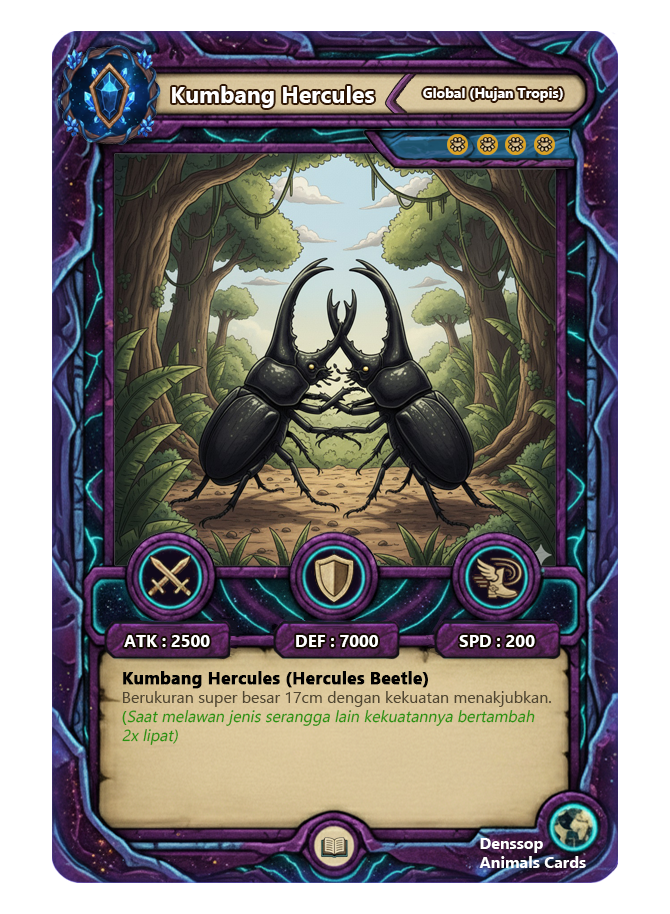 Kumbang Hercules
Global (Hujan Tropis)
ATK : 2500
DEF : 7000
SPD : 200
Kumbang Hercules (Hercules Beetle)
Berukuran super besar 17cm dengan kekuatan menakjubkan.
(Saat melawan jenis serangga lain kekuatannya bertambah
2x lipat)
Denssop
Animals Cards